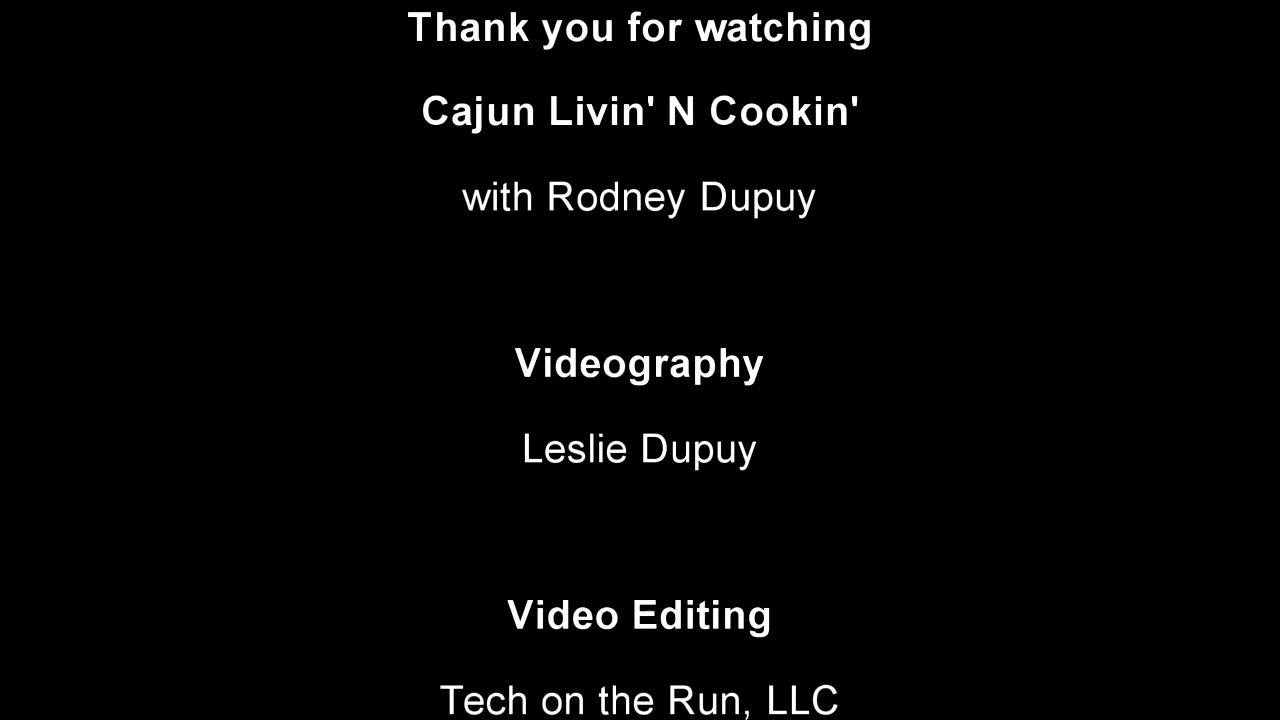 Thank you for watching
Cajun Livin' N Cookin'
with Rodney Dupuy
Videography
Leslie Dupuy
Video Editing
Tech on the Run, LLC